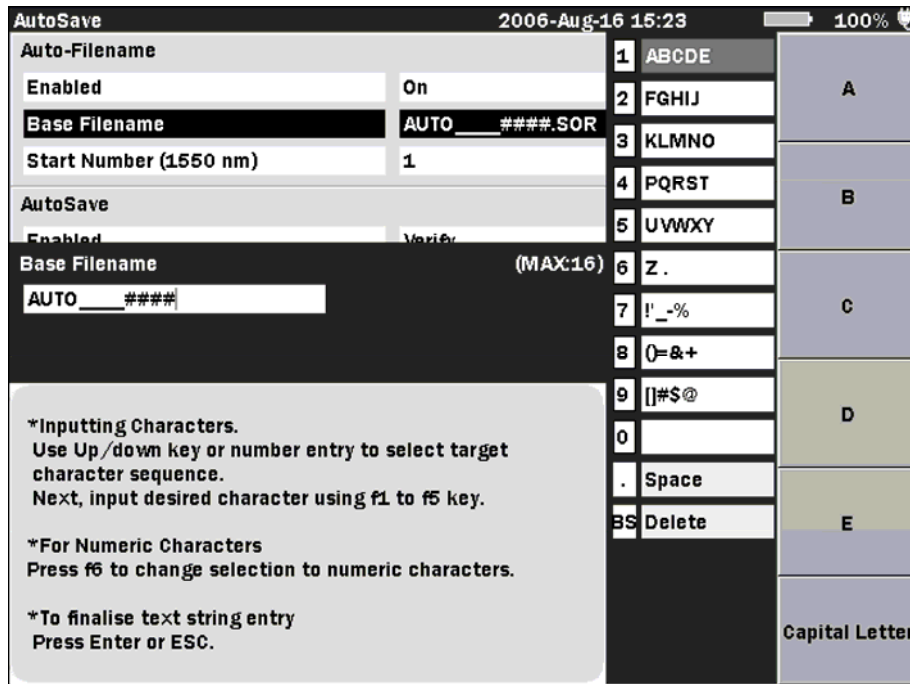 AutoSave 2006-Aug-16 15:23 100%
Auto-Filename
Enabled On
Base Filename AUTO____####.SOR
Start Number (1550 nm) 1
AutoSave
Enabled Verify
Base Filename (MAX:16)
AUTO____####
*Inputting Characters.
Use Up/down key or number entry to select target
character sequence.
Next, input desired character using f1 to f5 key.
*For Numeric Characters
Press f6 to change selection to numeric characters.
*To finalise text string entry
Press Enter or ESC.
1 ABCDE
2 FGHIJ
3 KLMNO
4 PQRST
5 UVWXY
6 Z .
7 !'_-%
8 ()=&+
9 []#$@
0
. Space
BS Delete
A
B
C
D
E
Capital Letter